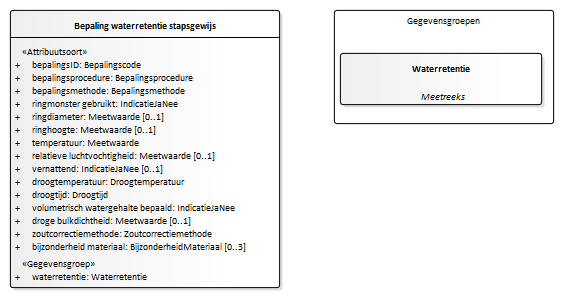 Bepaling waterretentie stapsgewijs
«Attribuutsoort»
+ bepalingsID: Bepalingscode
+ bepalingsprocedure: Bepalingsprocedure
+ bepalingsmethode: Bepalingsmethode
+ ringmonster gebruikt: IndicatieJaNee
+ ringdiameter: Meetwaarde [0..1]
+ ringhoogte: Meetwaarde [0..1]
+ temperatuur: Meetwaarde
+ relatieve luchtvochtigheid: Meetwaarde [0..1]
+ vernattend: IndicatieJaNee [0..1]
+ droogtemperatuur: Droogtemperatuur
+ droogtijd: Droogtijd
+ volumetrisch watergehalte bepaald: IndicatieJaNee
+ droge bulkdichtheid: Meetwaarde [0..1]
+ zoutcorrectiemethode: Zoutcorrectiemethode
+ bijzonderheid materiaal: BijzonderheidMateriaal [0..3]
«Gegevensgroep»
+ waterretentie: Waterretentie
Gegevensgroepen
Waterretentie
Meetreeks